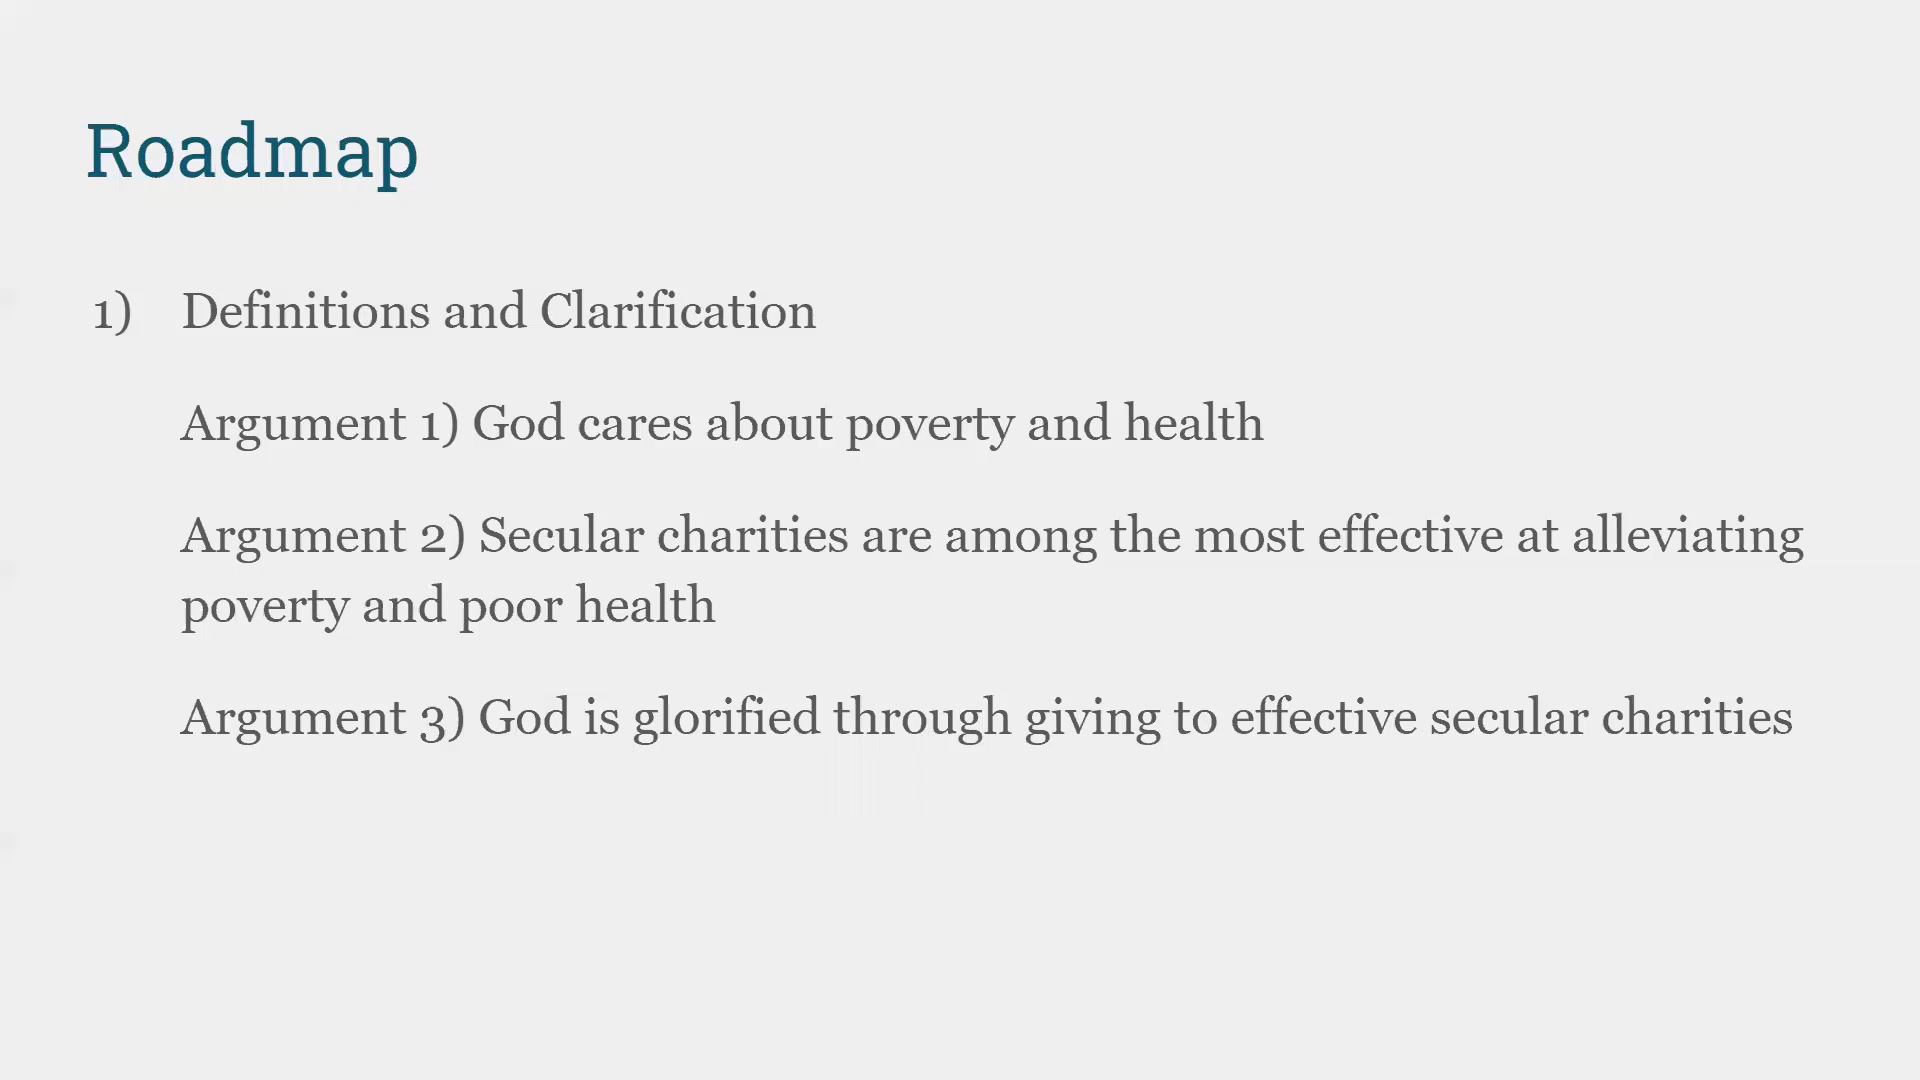 Roadmap
1) Definitions and Clarification
Argument 1) God cares about poverty and health
Argument 2) Secular charities are among the most effective at alleviating
poverty and poor health
Argument 3) God is glorified through giving to effective secular charities